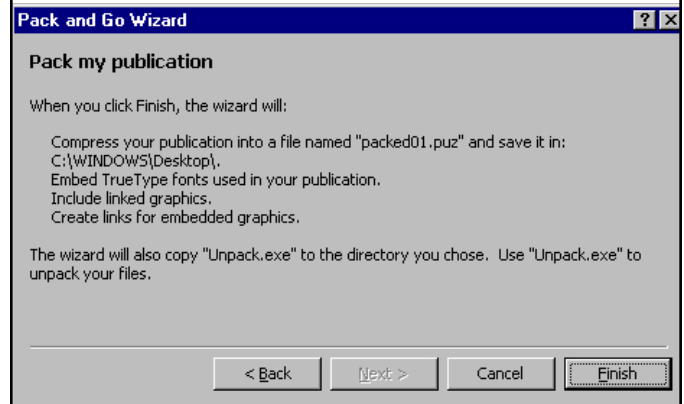 Pack and Go Wizard
Pack my publication
When you click Finish, the wizard will:
Compress your publication into a file named "packed01.puz" and save it in:
C:\WINDOWS\Desktop\.
Embed TrueType fonts used in your publication.
Include linked graphics.
Create links for embedded graphics.
The wizard will also copy "Unpack.exe" to the directory you chose.  Use "Unpack.exe" to
unpack your files.
< Back Next > Cancel Finish